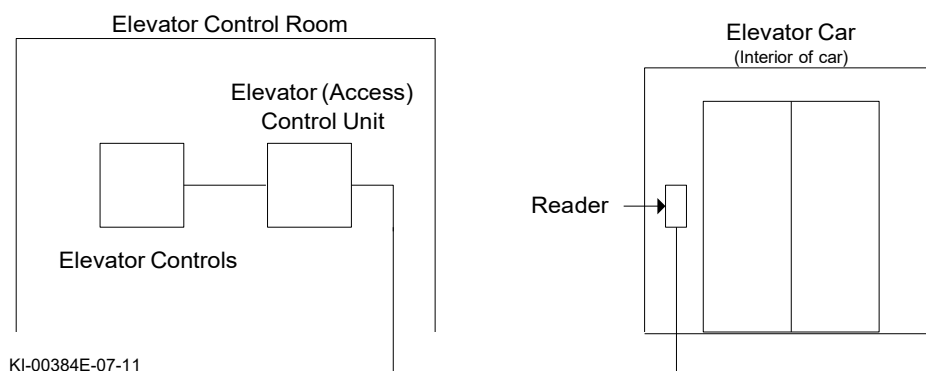 Elevator Control Room
Elevator (Access)
Control Unit
Elevator Controls
KI-00384E-07-11
Elevator Car
(Interior of car)
Reader